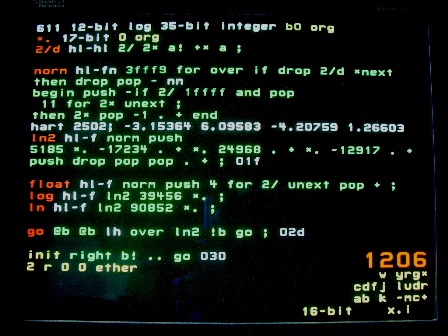 611 12-bit log 35-bit integer b0 org
*. 17-bit 0 org
2/d hl-hl 2/ 2* a! +* a ;
norm hl-fn 3fff9 for over if drop 2/d *next
then drop pop - nn
begin push -if 2/ 1ffff and pop
11 for 2* unext ;
then 2* pop -1 . + end
hart 2502; -3.15364 6.09583 -4.20759 1.26603
ln2 hl-f norm push
5185 *. -17234 . + *. 24968 . + *. -12917 . +
push drop pop pop . + ; 01f
float hl-f norm push 4 for 2/ unext pop + ;
log hl-f ln2 39456 *. ;
ln hl-f ln2 90852 *. ;
go @b @b lh over ln2 !b go ; 02d
init right b! .. go 030
2 r 0 0 ether
1206
w yrg*
cdfj ludr
ab k -mc+
16-bit x.i